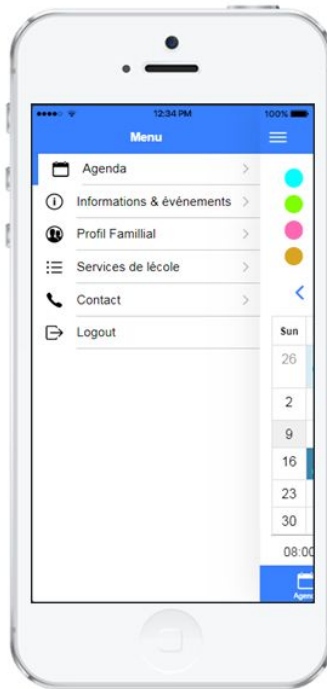 12:34 PM 100%
Menu
Agenda
Informations & événements
Profil Famillial
Services de lécole
Contact
Logout
Sun
26
2
9
16
23
30
08:00